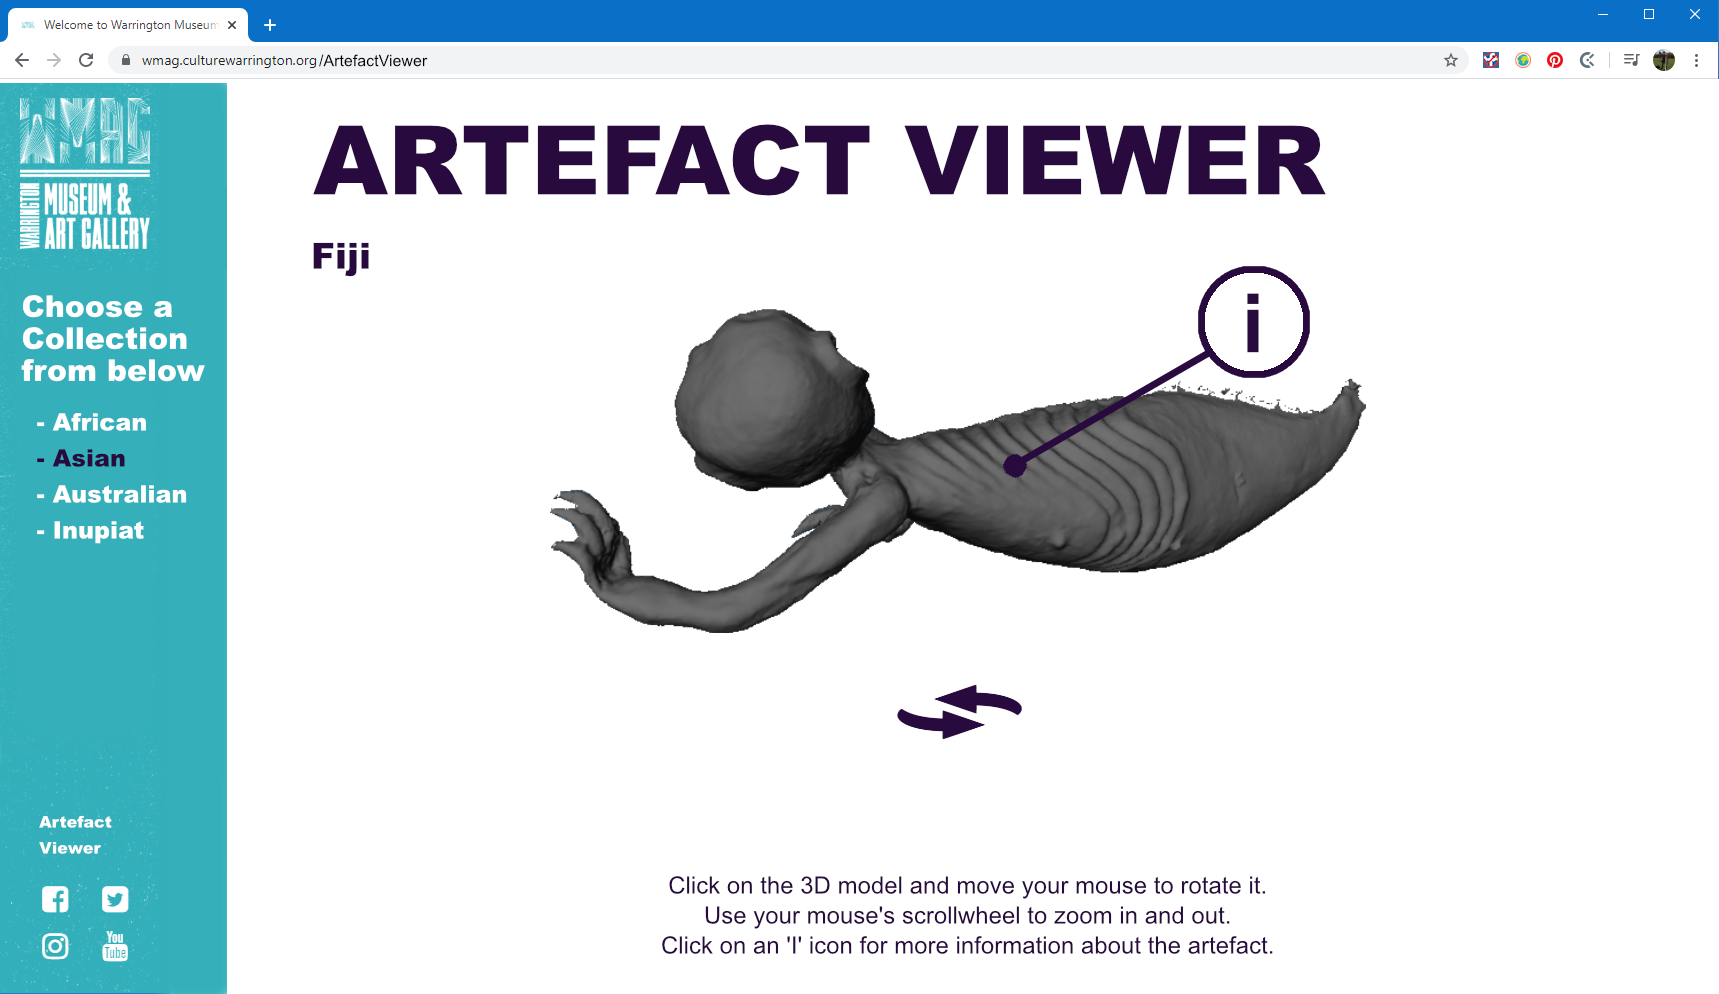 Welcome to Warrington Museum
wmag.culturewarrington.org/ArtefactViewer
WMAG
WARRINGTON
MUSEUM &
ART GALLERY
Choose a
Collection
from below
- African
- Asian
- Australian
- Inupiat
Artefact
Viewer
You
Tube
ARTEFACT VIEWER
Fiji
i
Click on the 3D model and move your mouse to rotate it.
Use your mouse's scrollwheel to zoom in and out.
Click on an 'I' icon for more information about the artefact.